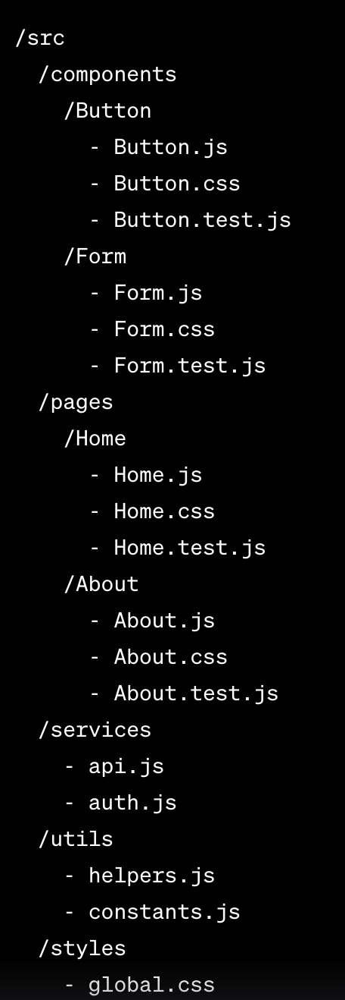 /src
/components
/Button
- Button.js
- Button.css
- Button.test.js
/Form
- Form.js
- Form.css
- Form.test.js
/pages
/Home
- Home.js
- Home.css
- Home.test.js
/About
- About.js
- About.css
- About.test.js
/services
- api.js
- auth.js
/utils
- helpers.js
- constants.js
/styles
- global.css